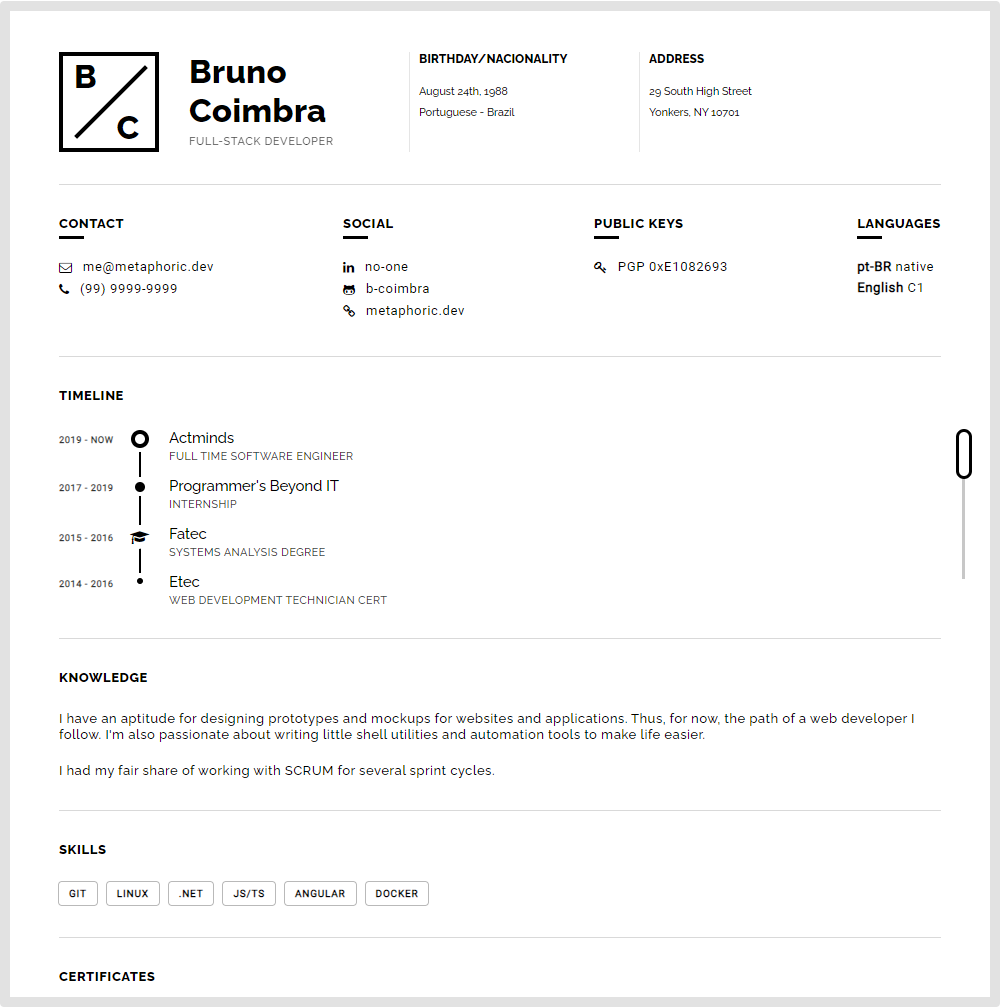 B
C
Bruno
Coimbra
FULL-STACK DEVELOPER
BIRTHDAY/NACIONALITY
August 24th, 1988
Portuguese - Brazil
ADDRESS
29 South High Street
Yonkers, NY 10701
CONTACT
me@metaphoric.dev
(99) 9999-9999
SOCIAL
in no-one
b-coimbra
metaphoric.dev
PUBLIC KEYS
PGP 0xE1082693
LANGUAGES
pt-BR native
English C1
TIMELINE
2019 - NOW Actminds
FULL TIME SOFTWARE ENGINEER
2017 - 2019 Programmer's Beyond IT
INTERNSHIP
2015 - 2016 Fatec
SYSTEMS ANALYSIS DEGREE
2014 - 2016 Etec
WEB DEVELOPMENT TECHNICIAN CERT
KNOWLEDGE
I have an aptitude for designing prototypes and mockups for websites and applications. Thus, for now, the path of a web developer I
follow. I'm also passionate about writing little shell utilities and automation tools to make life easier.
I had my fair share of working with SCRUM for several sprint cycles.
SKILLS
GIT LINUX .NET JS/TS ANGULAR DOCKER
CERTIFICATES